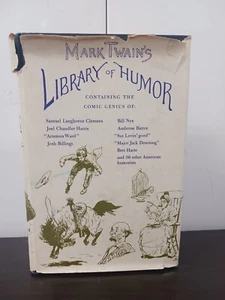 MARK TWAIN'S
LIBRARY OF HUMOR
CONTAINING THE
COMIC GENIUS OF:
Samuel Langhorne Clemens
Joel Chandler Harris
"Artemus Ward"
Josh Billings
Bill Nye
Ambrose Bierce
"Sut Lovin'good"
"Major Jack Downing"
Bret Harte
and 36 other American
humorists